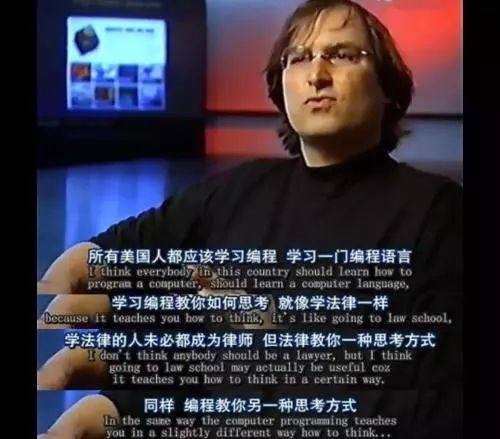 所有美国人都应该学习编程 学习一门编程语言
I think everybody in this country should learn how to
program a computer, should learn a computer language,
学习编程教你如何思考 就像学法律一样
because it teaches you how to think, it's like going to law school,
学法律的人未必都成为律师 但法律教你一种思考方式
I don't think anybody should be a lawyer, but I think
going to law school may actually be useful coz
it teaches you how to think in a certain way.
同样 编程教你另一种思考方式
In the same way the computer programming teaches
you in a slightly different way how to think...